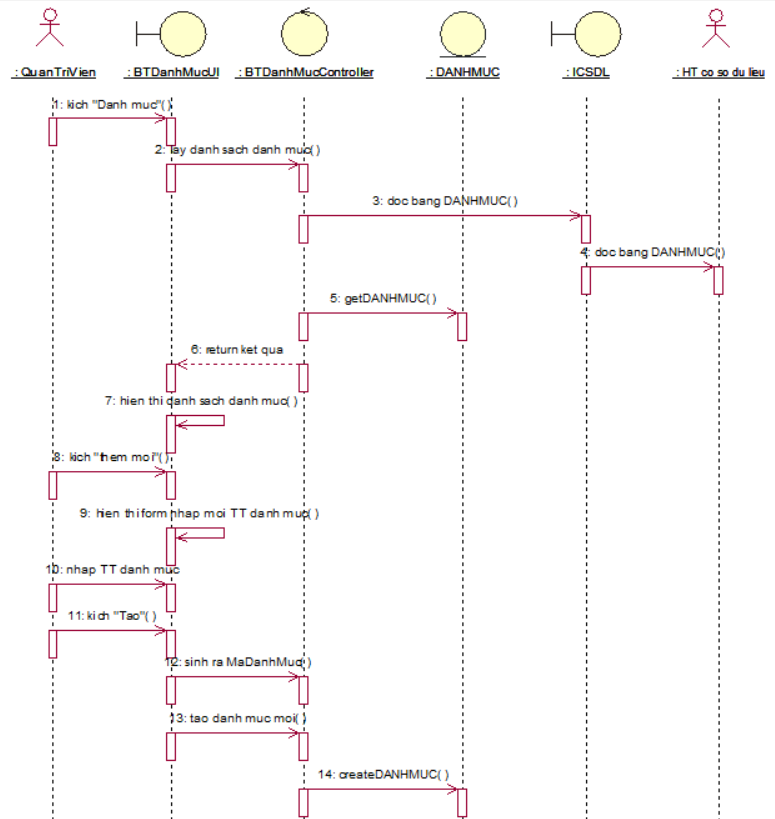 : QuanTriVien
: BTDanhMucUI
: BTDanhMucController
: DANHMUC
: ICSDL
: HT co so du lieu
1: kich "Danh muc"( )
2: lay danh sach danh muc( )
3: doc bang DANHMUC( )
4: doc bang DANHMUC( )
5: getDANHMUC( )
6: return ket qua
7: hien thi danh sach danh muc( )
8: kich "them moi"( )
9: hien thi form nhap moi TT danh muc( )
10: nhap TT danh muc
11: kich "Tao"( )
12: sinh ra MaDanhMuc( )
13: tao danh muc moi( )
14: createDANHMUC( )